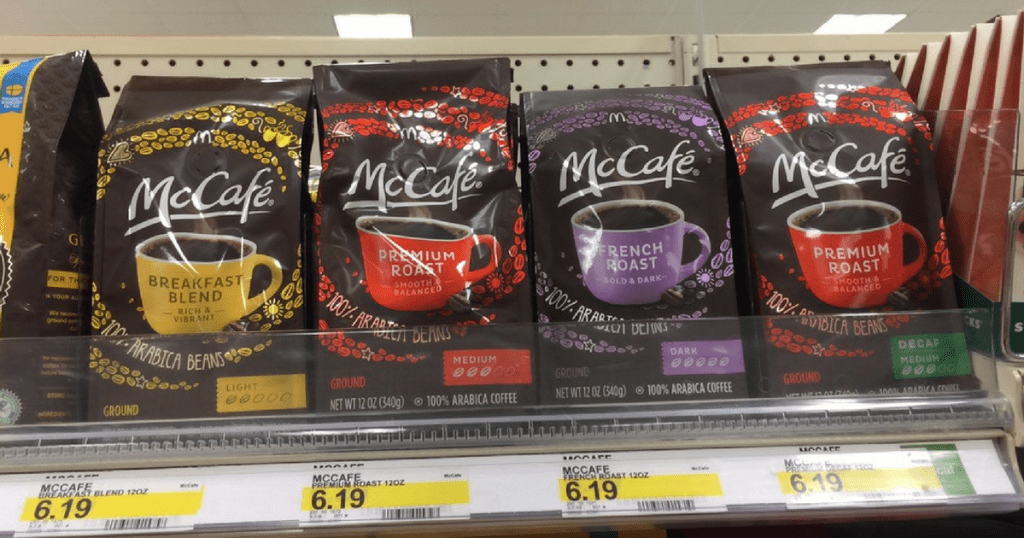 McCafé
BREAKFAST
BLEND
RICH &
VIBRANT
100% ARABICA BEANS
LIGHT
GROUND
McCafé
PREMIUM
ROAST
SMOOTH &
BALANCED
100% ARABICA BEANS
MEDIUM
GROUND
NET WT 12 OZ (340g) 100% ARABICA COFFEE
McCafé
FRENCH
ROAST
BOLD & DARK
100% ARABICA BEANS
DARK
GROUND
NET WT 12 OZ (340g) 100% ARABICA COFFEE
McCafé
PREMIUM
ROAST
SMOOTH &
BALANCED
100% ARABICA BEANS
DECAF
MEDIUM
GROUND
100% ARABICA COFFEE
MCCAFE
BREAKFAST BLEND 12OZ
6.19
MCCAFE
PREMIUM ROAST 12OZ
6.19
MCCAFE
FRENCH ROAST 12OZ
6.19
6.19